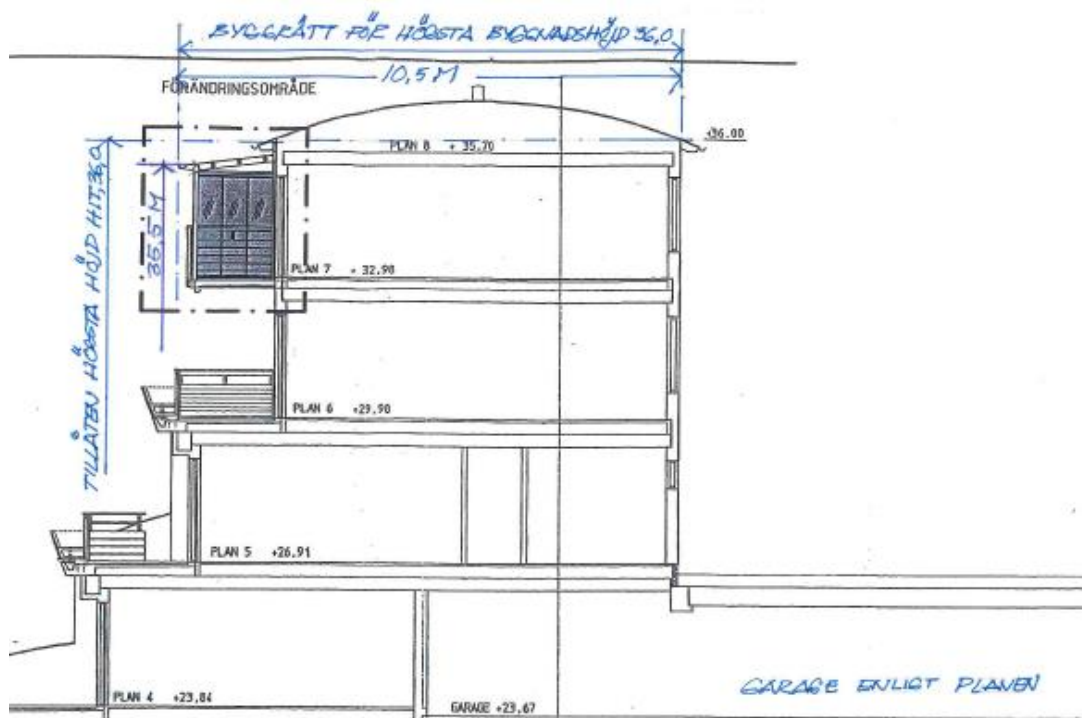 BYGGRÄTT FÖR HÖGSTA BYGGNADSHÖJD 36,0
10,5 M
FÖRÄNDRINGSOMRÅDE
+36.00
PLAN 8 + 35.70
TILLÅTEN HÖGSTA HÖJD HIT, 36,0
35,5 M
PLAN 7 + 32.90
PLAN 6 +29.90
PLAN 5 +26.91
PLAN 4 +23,84
GARAGE +23,67
GARAGE ENLIGT PLANEN